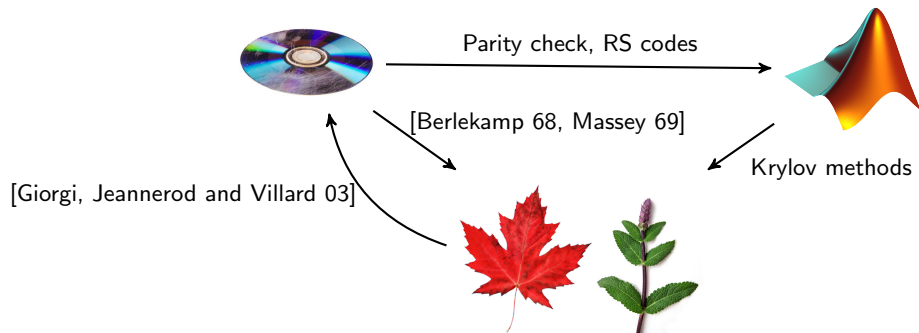 Parity check, RS codes
[Berlekamp 68, Massey 69]
Krylov methods
[Giorgi, Jeannerod and Villard 03]